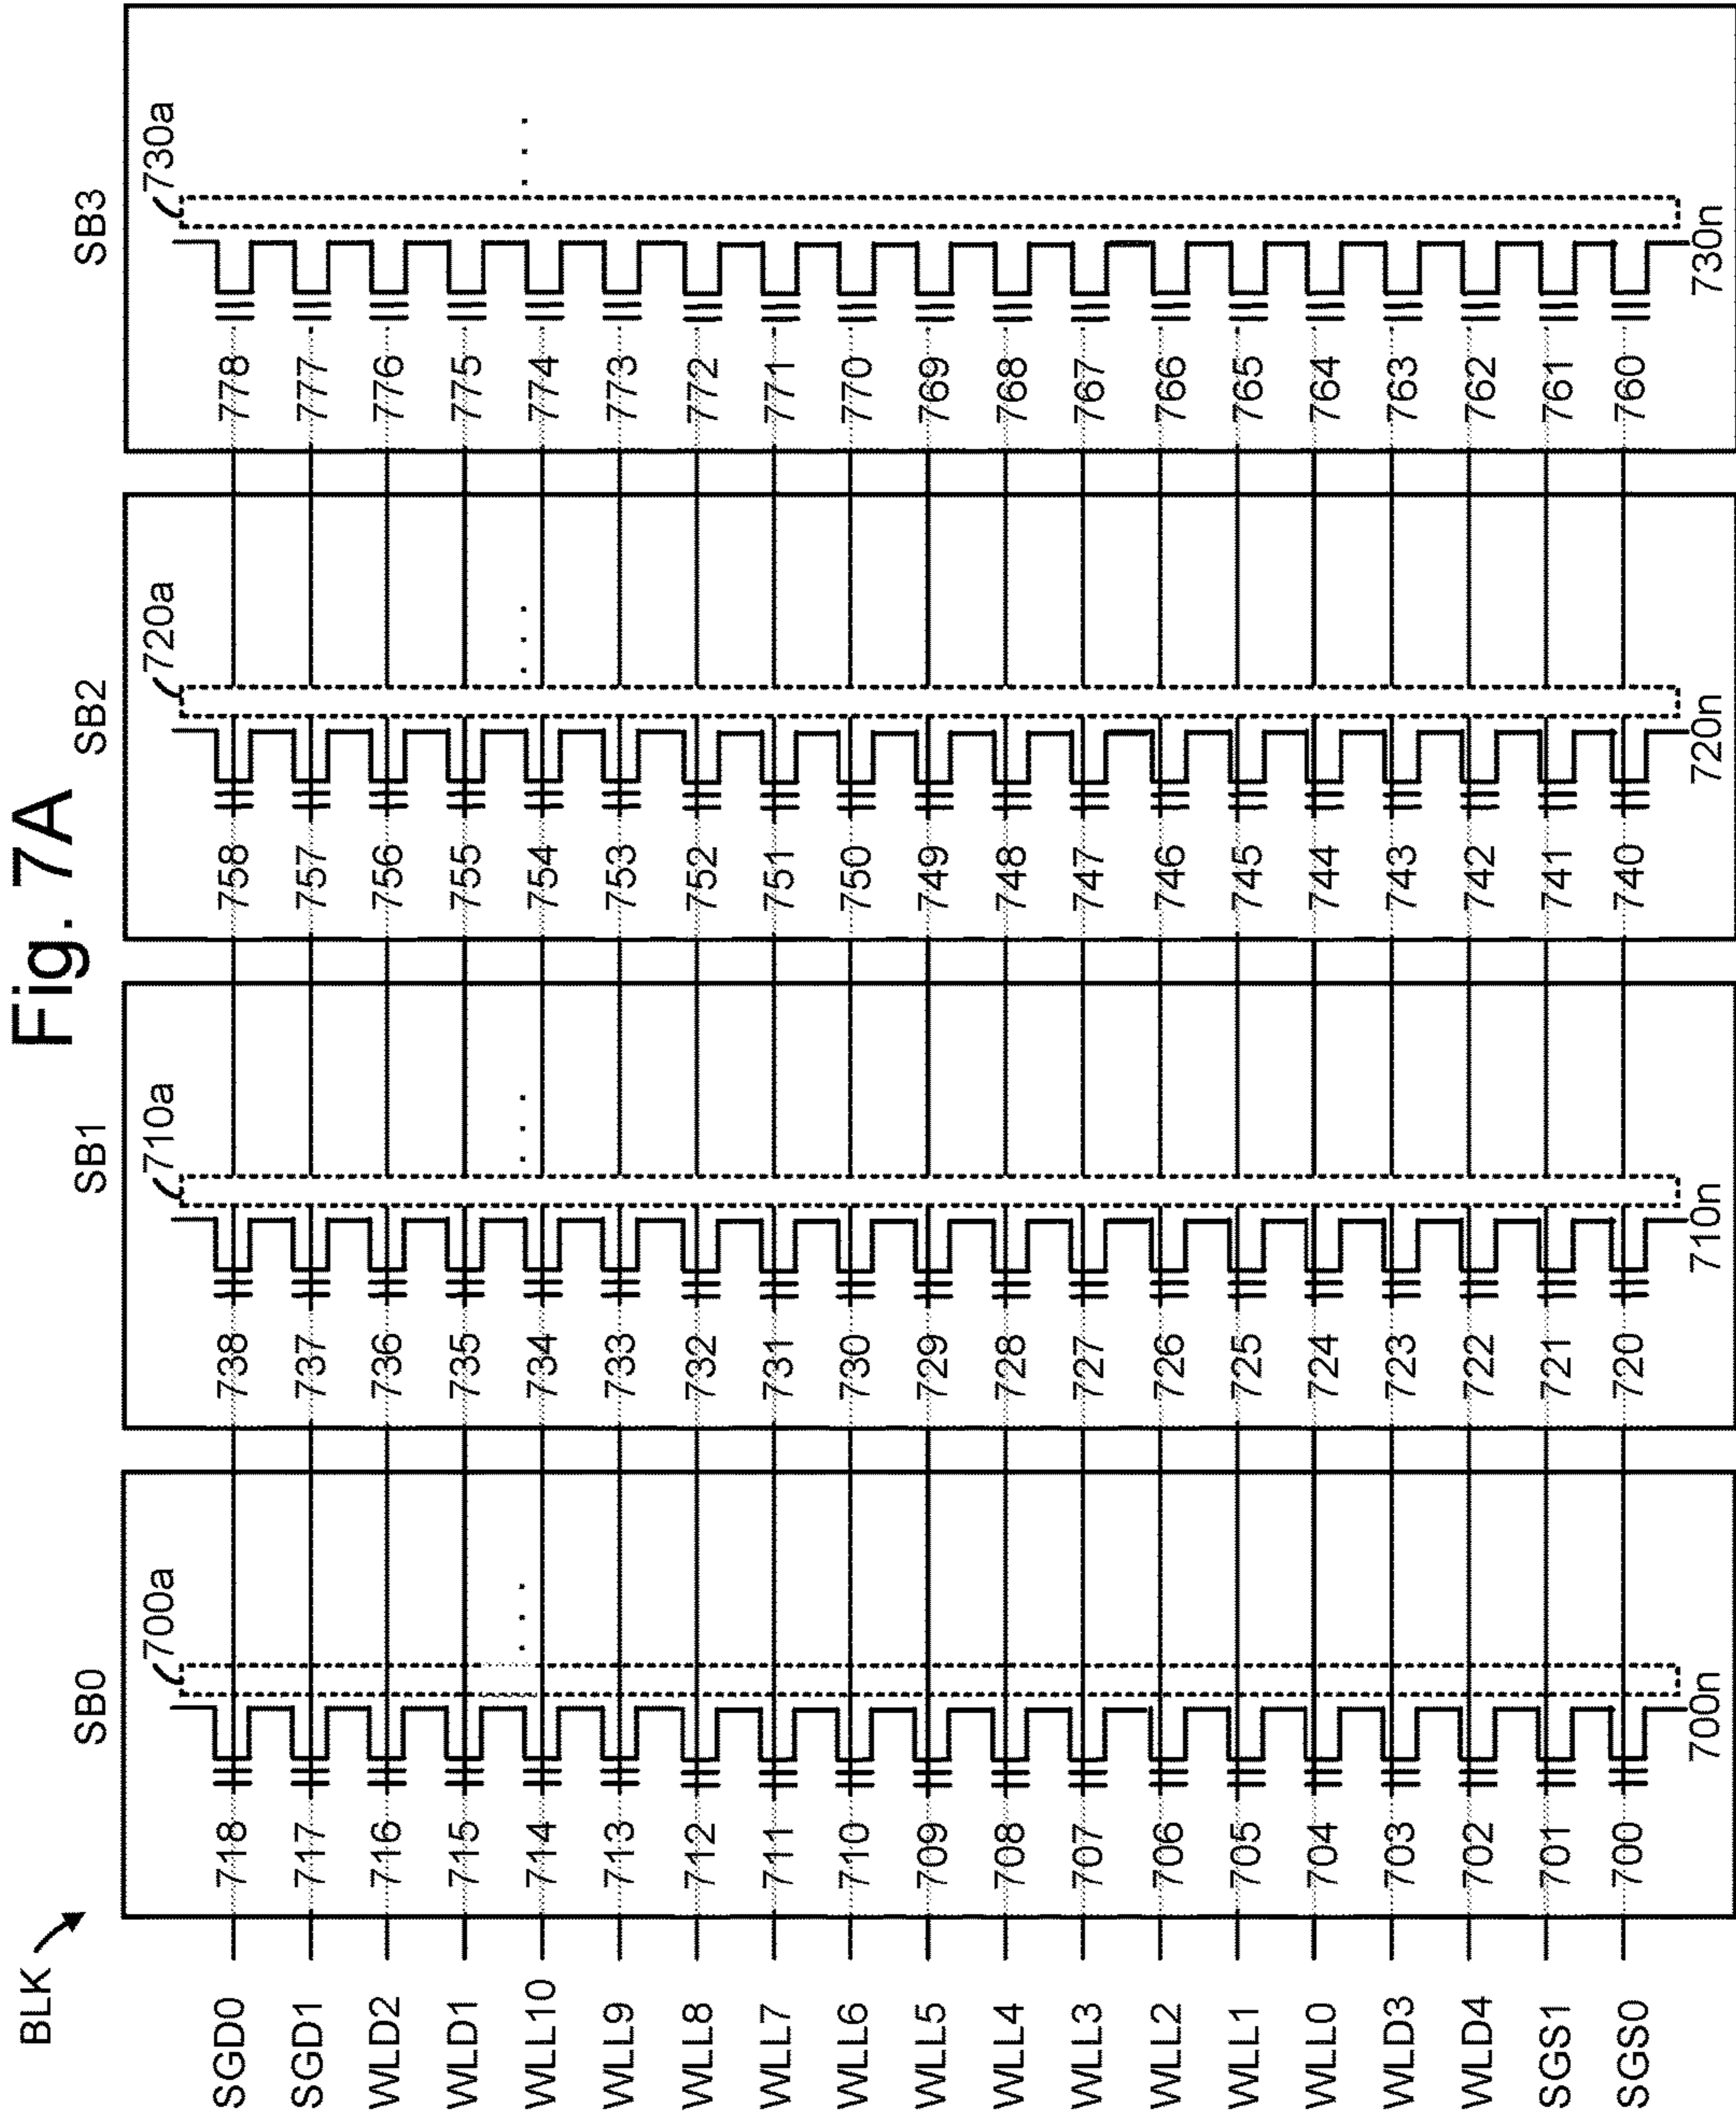 Fig. 7A
BLK
SB0 SB1 SB2 SB3
700a 710a 720a 730a
SGD0 718 738 758 778
SGD1 717 737 757 777
WLD2 716 736 756 776
WLD1 715 735 755 775
WLL10 714 734 754 774
WLL9 713 733 753 773
WLL8 712 732 752 772
WLL7 711 731 751 771
WLL6 710 730 750 770
WLL5 709 729 749 769
WLL4 708 728 748 768
WLL3 707 727 747 767
WLL2 706 726 746 766
WLL1 705 725 745 765
WLL0 704 724 744 764
WLD3 703 723 743 763
WLD4 702 722 742 762
SGS1 701 721 741 761
SGS0 700 720 740 760
700n 710n 720n 730n